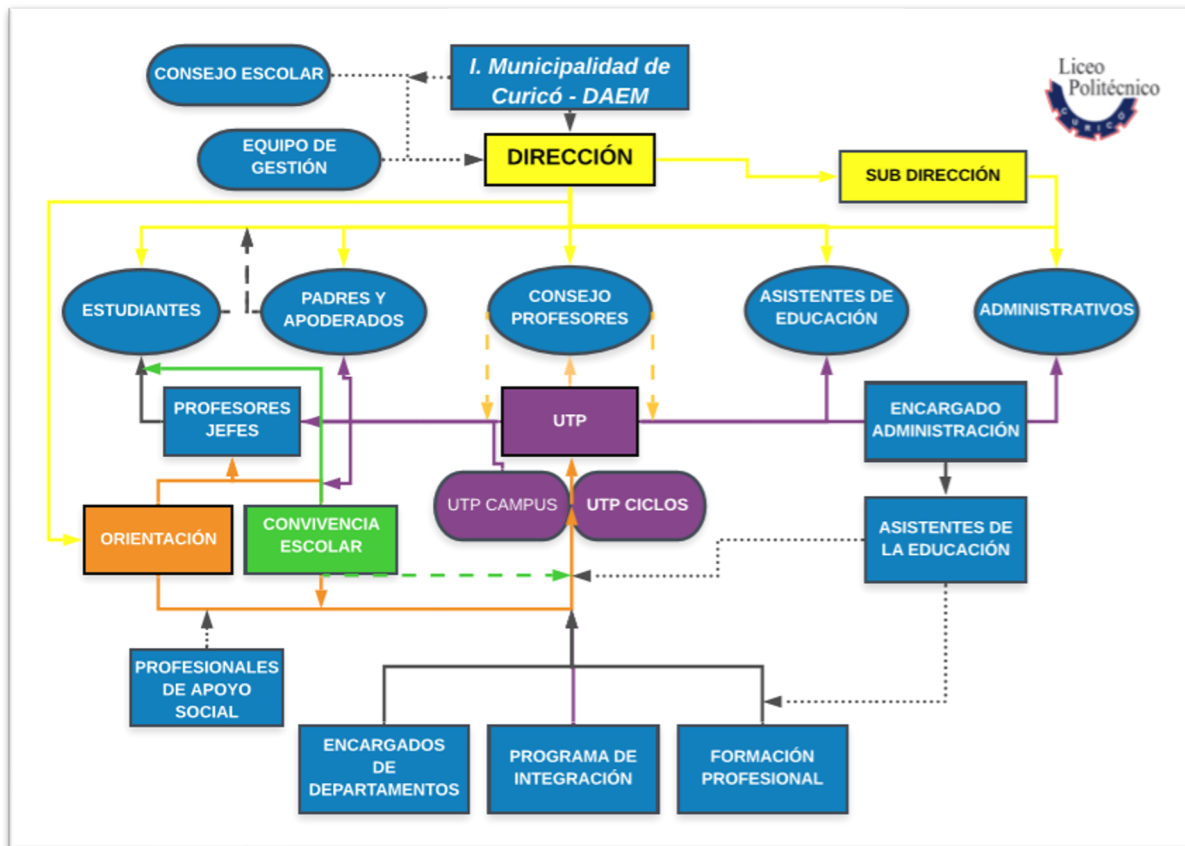 CONSEJO ESCOLAR
I. Municipalidad de
Curicó - DAEM
Liceo
Politécnico
CURICÓ
EQUIPO DE
GESTIÓN
DIRECCIÓN
SUB DIRECCIÓN
ESTUDIANTES
PADRES Y
APODERADOS
CONSEJO
PROFESORES
ASISTENTES DE
EDUCACIÓN
ADMINISTRATIVOS
PROFESORES
JEFES
UTP
ENCARGADO
ADMINISTRACIÓN
UTP CAMPUS
UTP CICLOS
ORIENTACIÓN
CONVIVENCIA
ESCOLAR
ASISTENTES DE
LA EDUCACIÓN
PROFESIONALES
DE APOYO
SOCIAL
ENCARGADOS
DE
DEPARTAMENTOS
PROGRAMA DE
INTEGRACIÓN
FORMACIÓN
PROFESIONAL